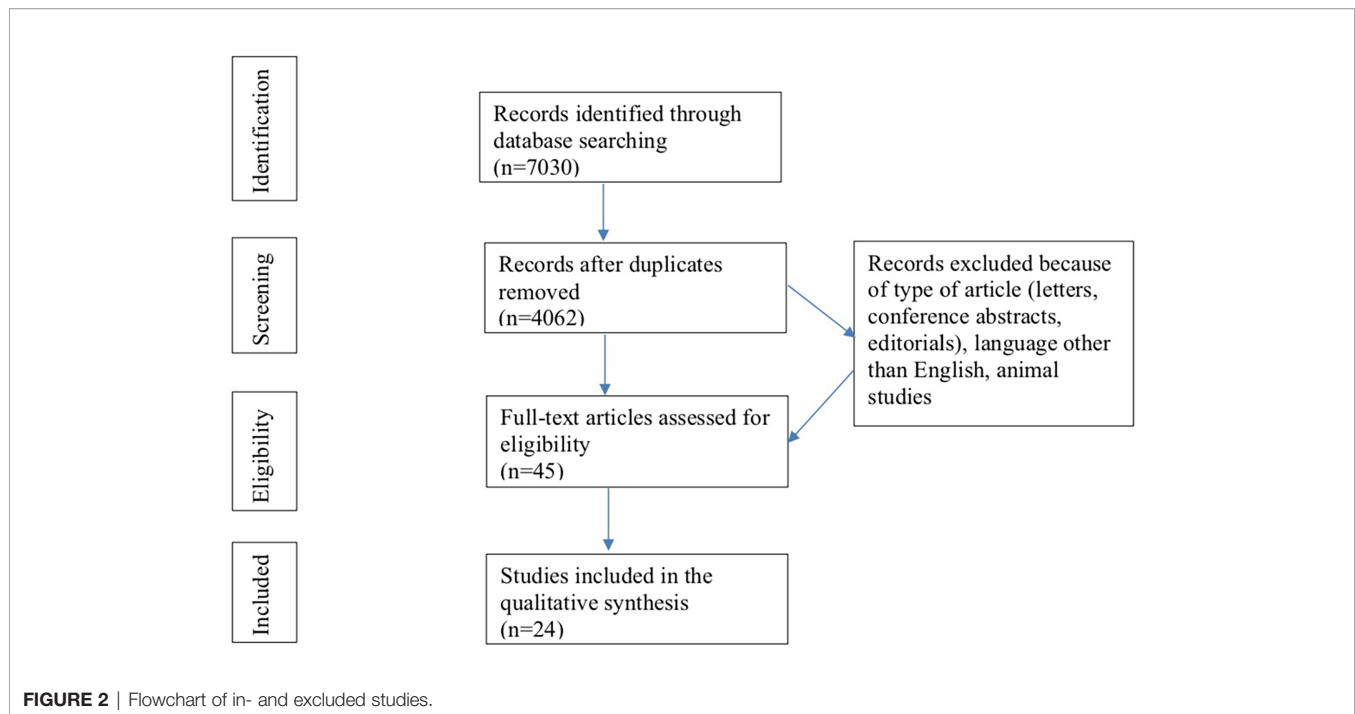 Identification
Records identified through
database searching
(n=7030)
Screening
Records after duplicates
removed
(n=4062)
Records excluded because
of type of article (letters,
conference abstracts,
editorials), language other
than English, animal
studies
Eligibility
Full-text articles assessed for
eligibility
(n=45)
Included
Studies included in the
qualitative synthesis
(n=24)
FIGURE 2 | Flowchart of in- and excluded studies.